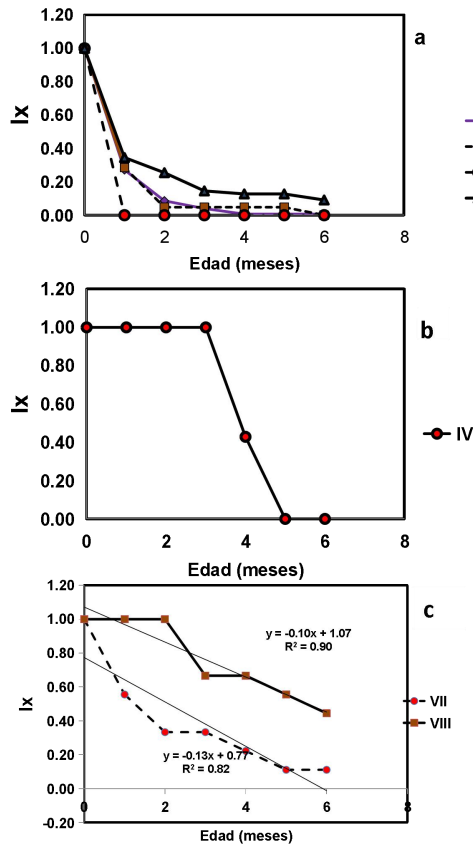 a
1.00
0.80
0.60
0.40
0.20
0.00
lx
0 2 4 6 8
Edad (meses)
1.20
1.00
0.80
0.60
0.40
0.20
0.00
lx
b
IV
0 2 4 6 8
Edad (meses)
1.20
1.00
0.80
0.60
0.40
0.20
0.00
-0.20
lx
c
y = -0.10x + 1.07
R² = 0.90
VII
VIII
y = -0.13x + 0.77
R² = 0.82
0 2 4 6 8
Edad (meses)